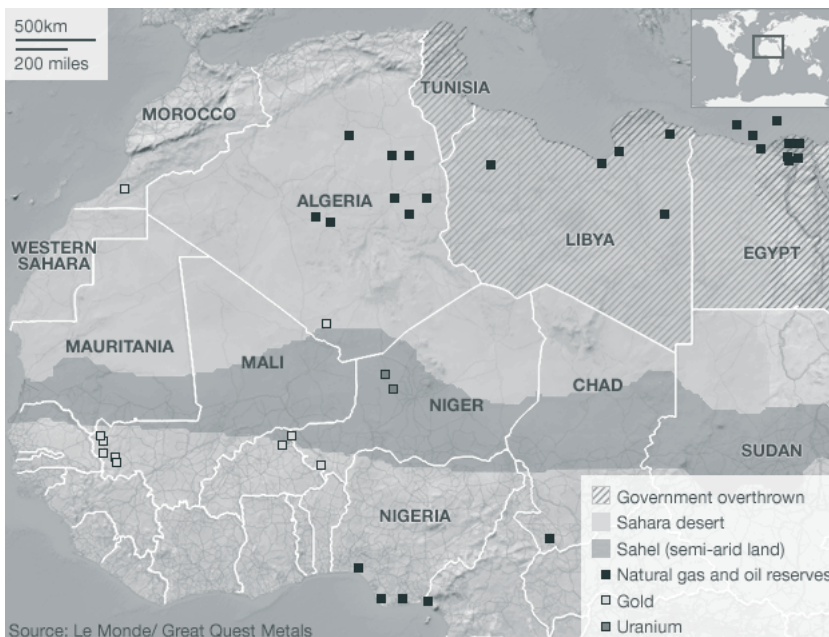 500km
200 miles
TUNISIA
MOROCCO
ALGERIA
LIBYA
EGYPT
WESTERN
SAHARA
MAURITANIA
MALI
NIGER
CHAD
SUDAN
NIGERIA
Government overthrown
Sahara desert
Sahel (semi-arid land)
Natural gas and oil reserves
Gold
Uranium
Source: Le Monde/ Great Quest Metals